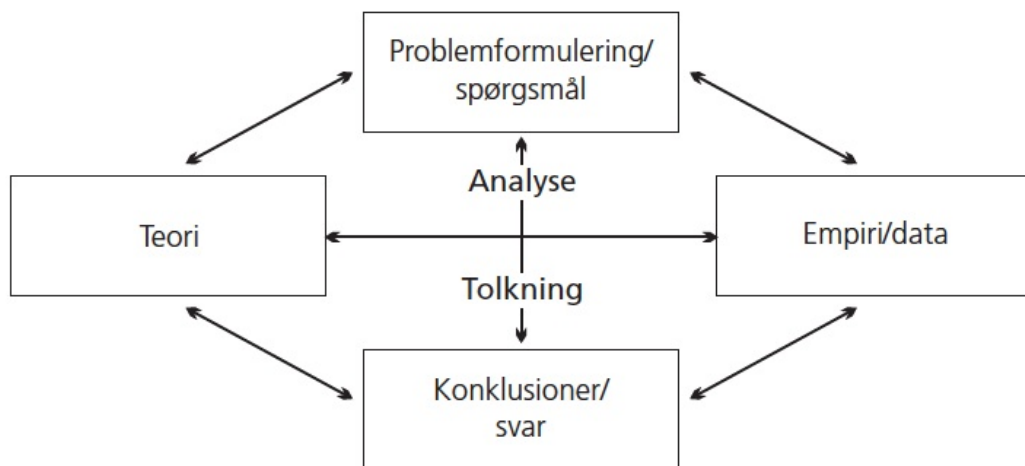 Problemformulering/
spørgsmål
Analyse
Teori
Empiri/data
Tolkning
Konklusioner/
svar